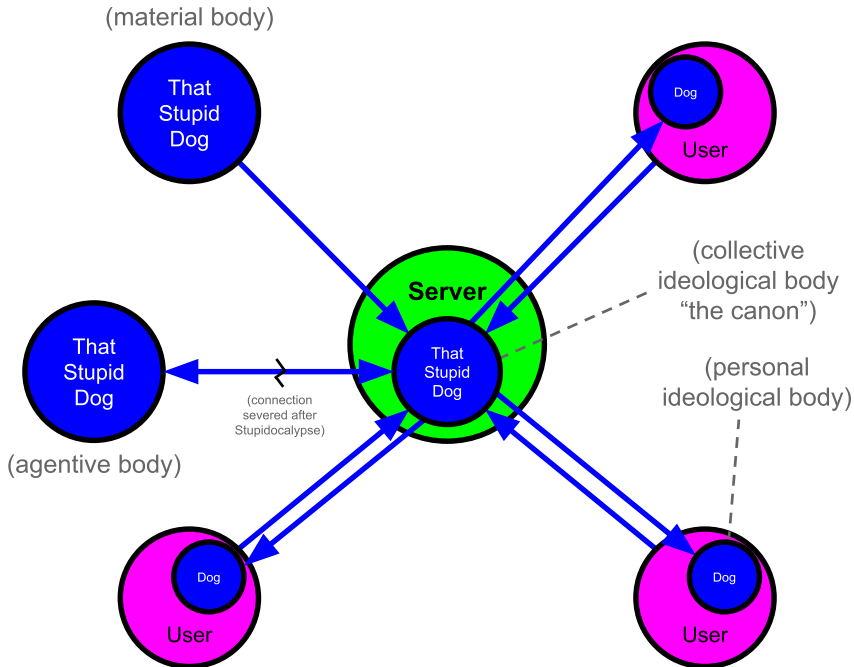 (material body)
That
Stupid
Dog
Dog
User
Server
(collective
ideological body
“the canon”)
That
Stupid
Dog
That
Stupid
Dog
(connection
severed after
Stupidocalypse)
(personal
ideological body)
(agentive body)
Dog
User
Dog
User